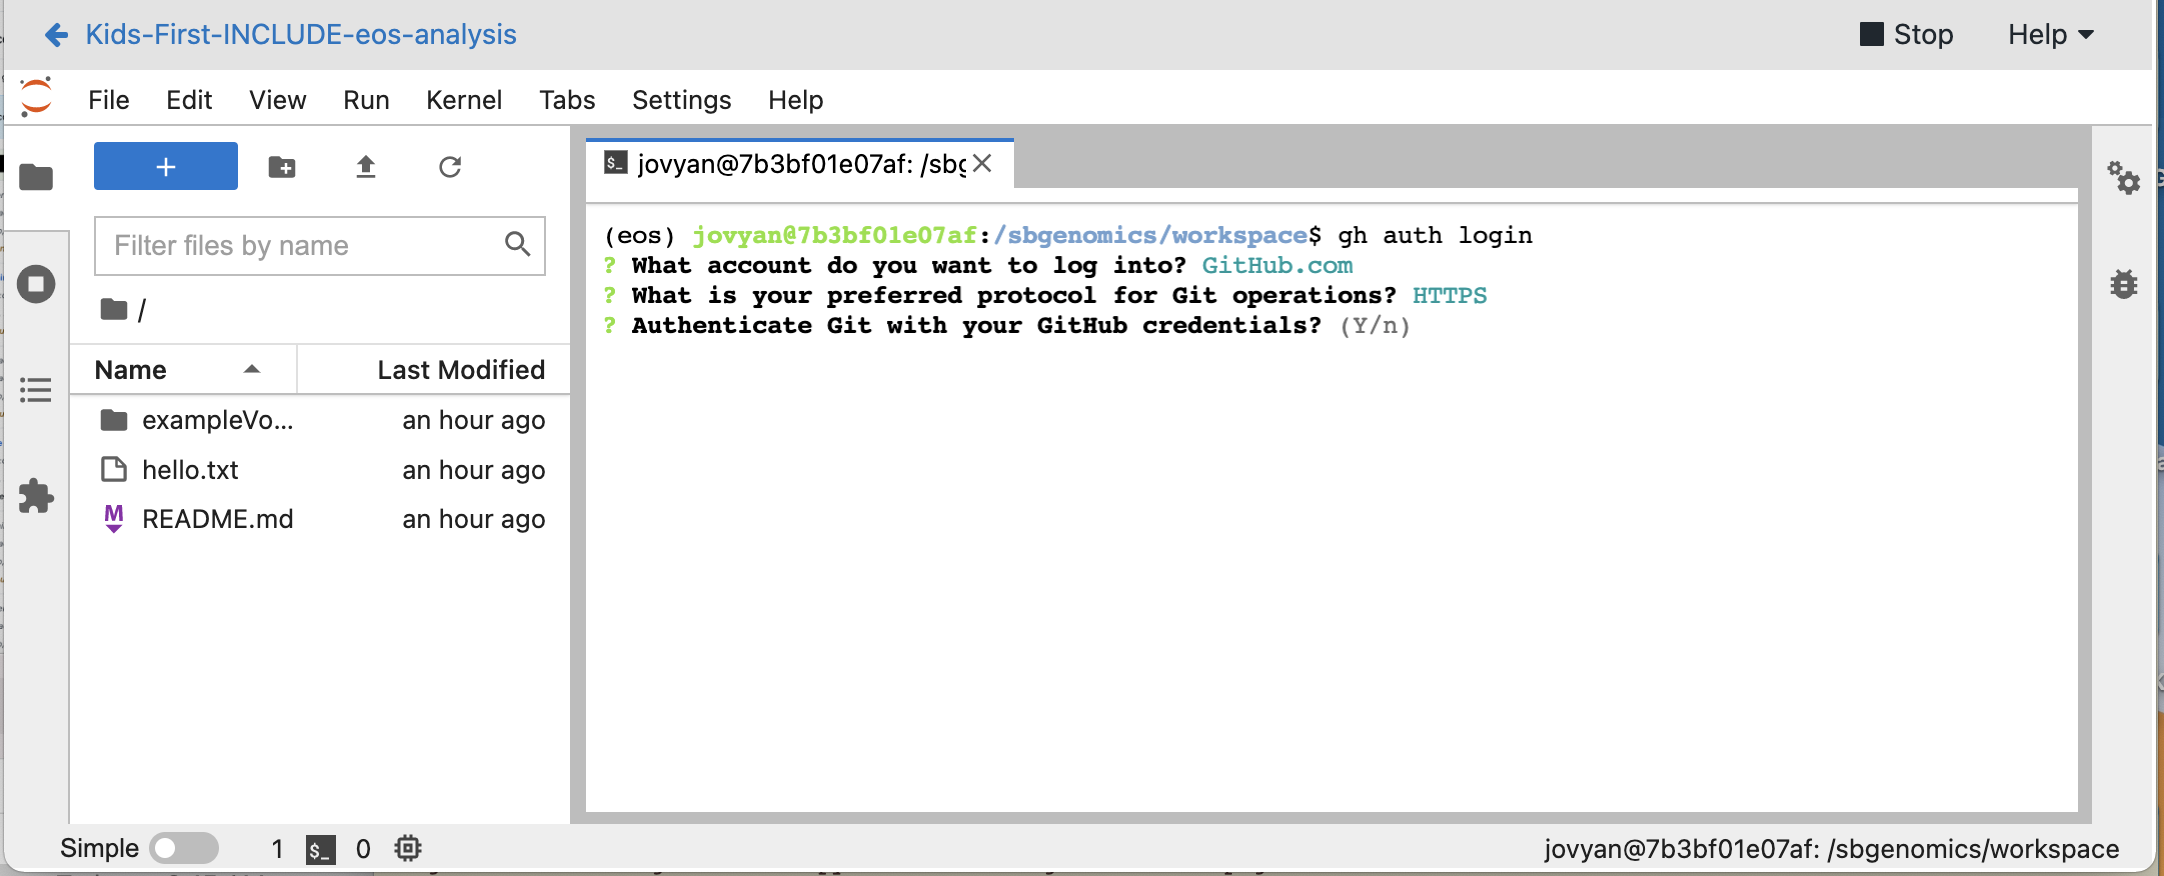 Kids-First-INCLUDE-eos-analysis
Stop
Help
File Edit View Run Kernel Tabs Settings Help
+
jovyan@7b3bf01e07af: /sbg
Filter files by name
/
Name Last Modified
exampleVo... an hour ago
hello.txt an hour ago
README.md an hour ago
(eos) jovyan@7b3bf01e07af:/sbgenomics/workspace$ gh auth login
? What account do you want to log into? GitHub.com
? What is your preferred protocol for Git operations? HTTPS
? Authenticate Git with your GitHub credentials? (Y/n)
Simple 1 $_ 0
jovyan@7b3bf01e07af: /sbgenomics/workspace